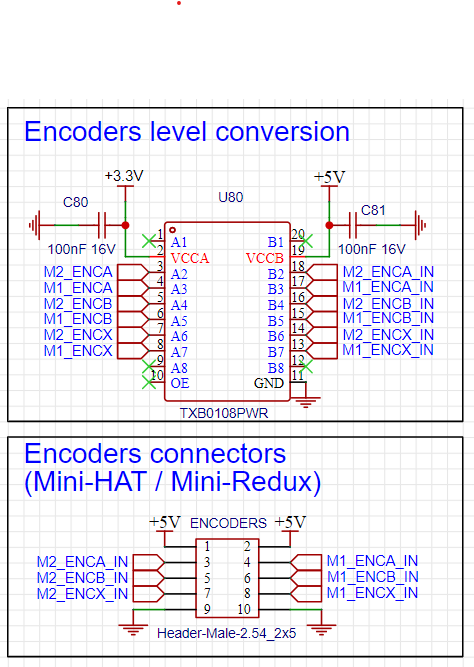 Encoders level conversion
+3.3V
+5V
C80
U80
C81
100nF 16V
100nF 16V
1 A1 B1 20
2 VCCA VCCB 19
M2_ENCA 3 A2 B2 18 M2_ENCA_IN
M1_ENCA 4 A3 B3 17 M1_ENCA_IN
M2_ENCB 5 A4 B4 16 M2_ENCB_IN
M1_ENCB 6 A5 B5 15 M1_ENCB_IN
M2_ENCX 7 A6 B6 14 M2_ENCX_IN
M1_ENCX 8 A7 B7 13 M1_ENCX_IN
9 A8 B8 12
10 OE GND 11
TXB0108PWR
Encoders connectors
(Mini-HAT / Mini-Redux)
+5V ENCODERS +5V
1 2
M2_ENCA_IN 3 4 M1_ENCA_IN
M2_ENCB_IN 5 6 M1_ENCB_IN
M2_ENCX_IN 7 8 M1_ENCX_IN
9 10
Header-Male-2.54_2x5